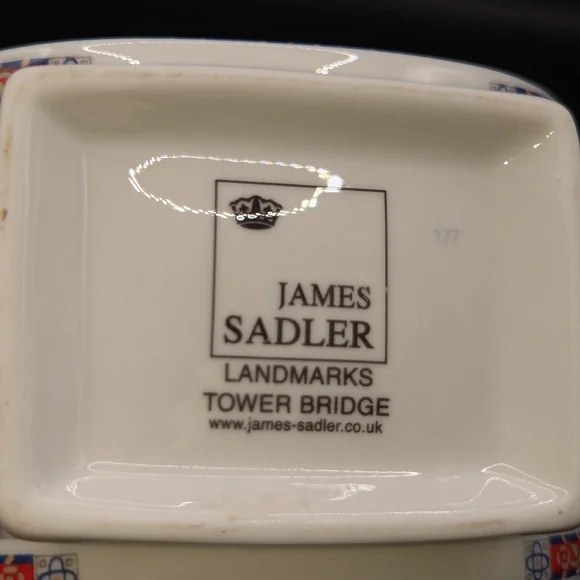 JAMES
SADLER
LANDMARKS
TOWER BRIDGE
www.james-sadler.co.uk
177